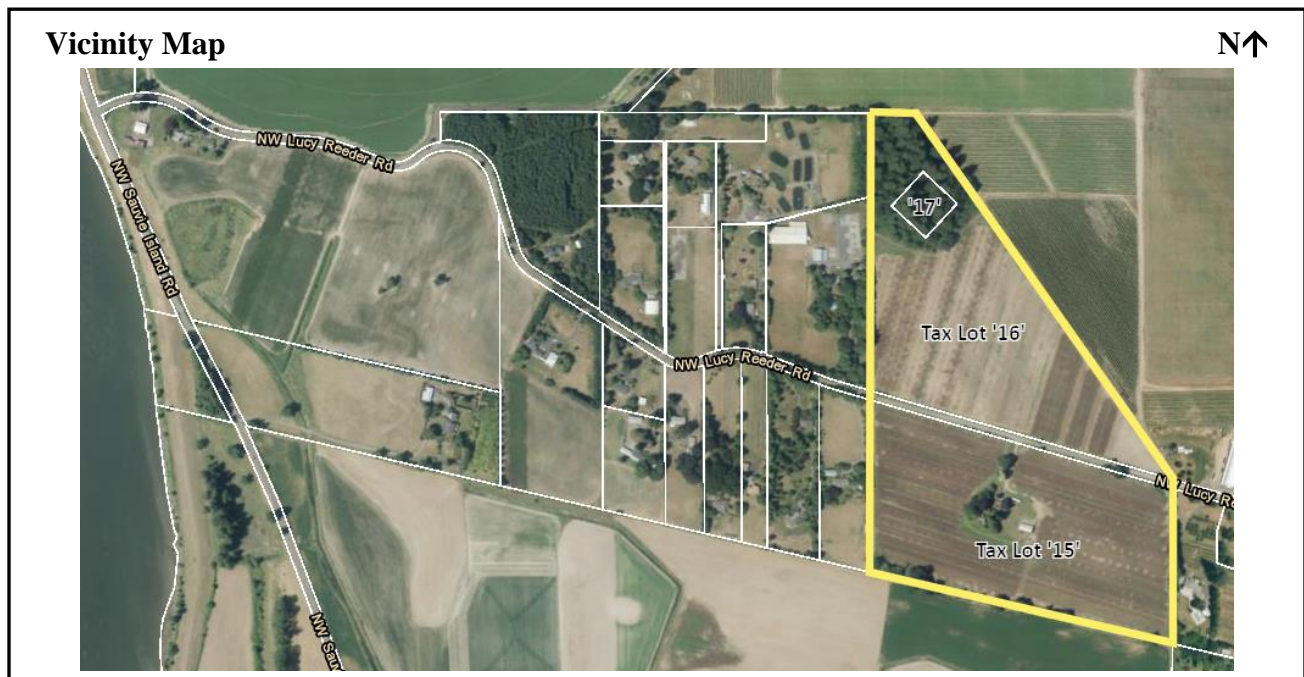 Vicinity Map N↑
NW Lucy Reeder Rd
NW Sauvie Island Rd
'17'
Tax Lot '16'
NW Lucy Reeder Rd
NW Lucy Re
Tax Lot '15'
NW Sauv